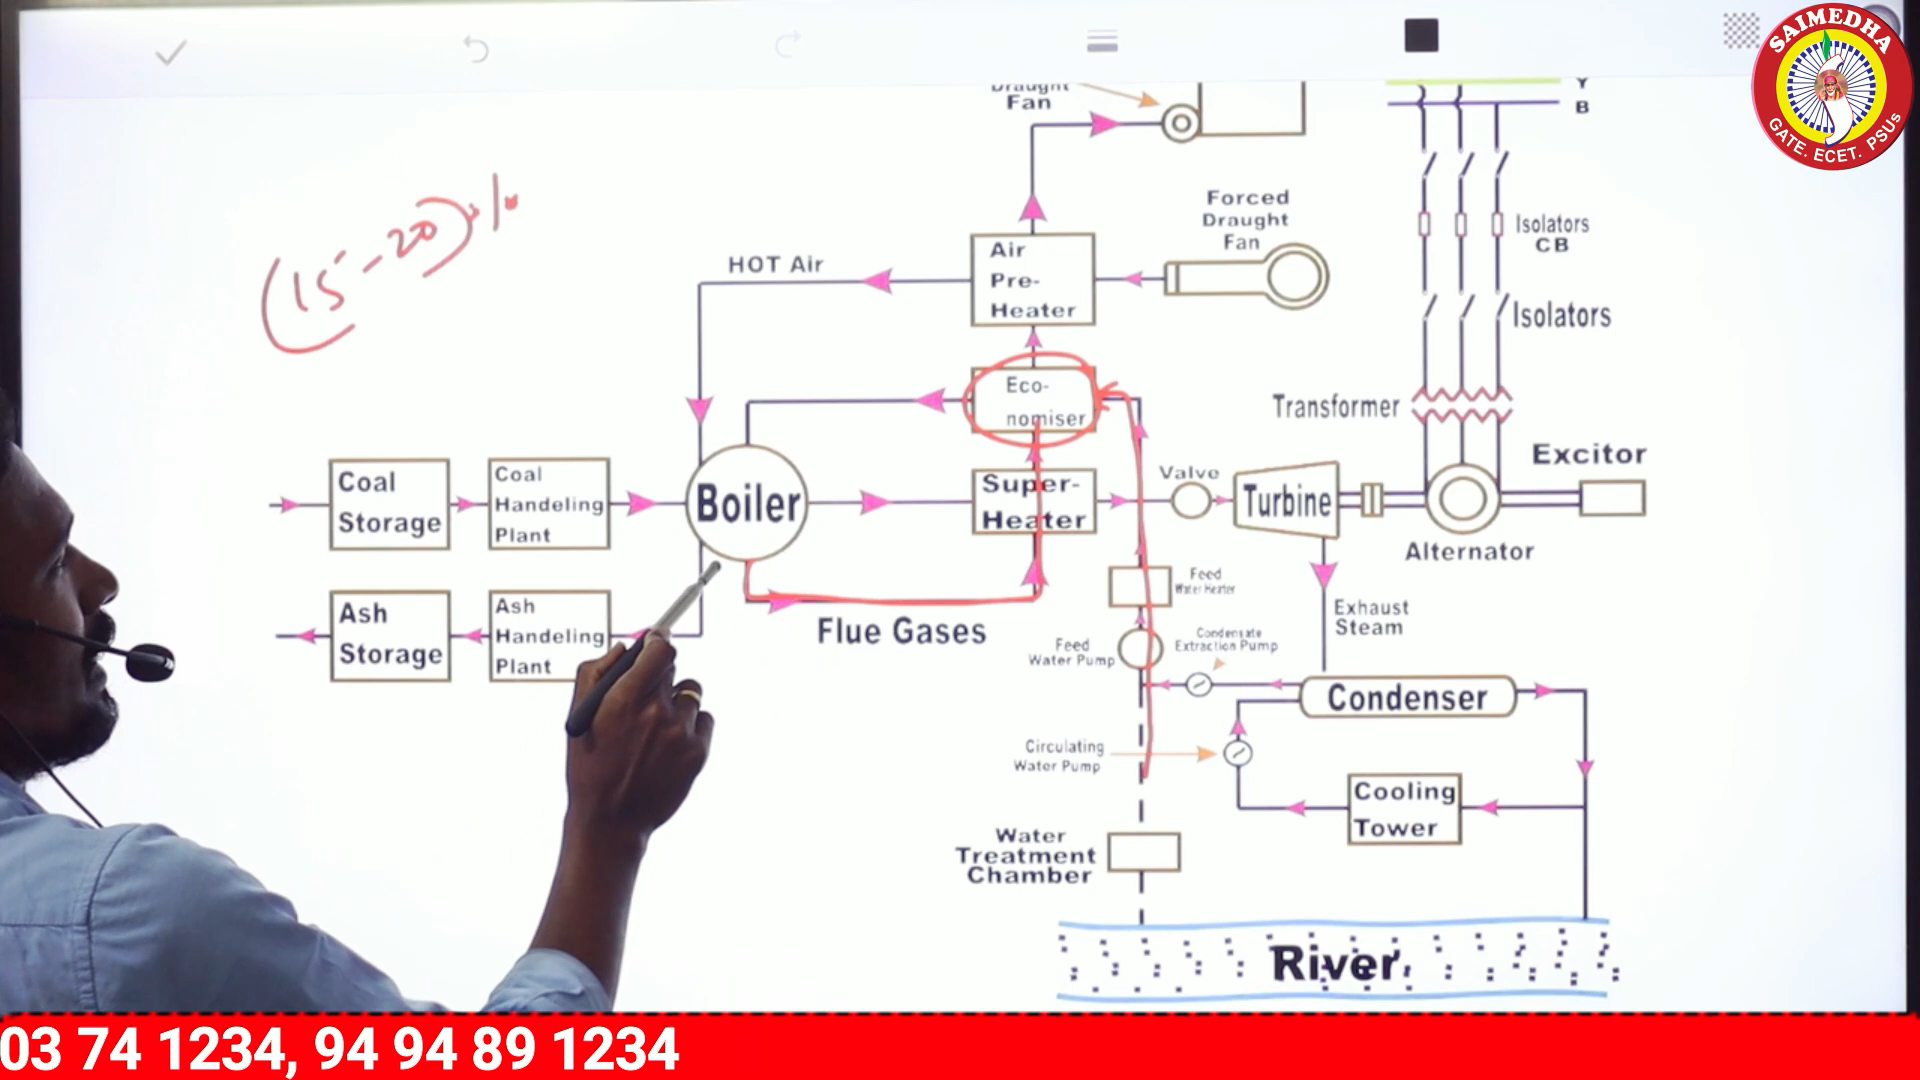 SAIMEDHA
GATE. ECET. PSUs
Draught
Fan
Y
B
(15-20)%
Forced
Draught
Fan
Isolators
CB
HOT Air
Air
Pre-
Heater
Isolators
Eco-
nomiser
Transformer
Coal
Storage
Coal
Handeling
Plant
Boiler
Super-
Heater
Valve
Turbine
Excitor
Alternator
Feed
Water Heater
Ash
Storage
Ash
Handeling
Plant
Flue Gases
Exhaust
Steam
Feed
Water Pump
Condensate
Extraction Pump
Condenser
Circulating
Water Pump
Cooling
Tower
Water
Treatment
Chamber
River
03 74 1234, 94 94 89 1234